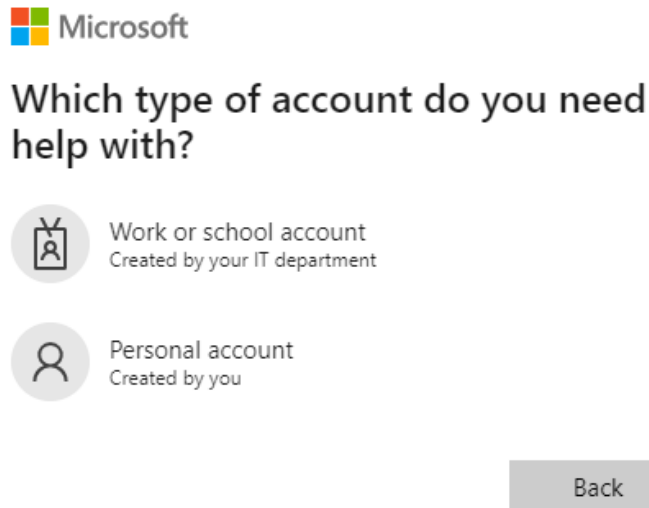 Microsoft
Which type of account do you need
help with?
Work or school account
Created by your IT department
Personal account
Created by you
Back